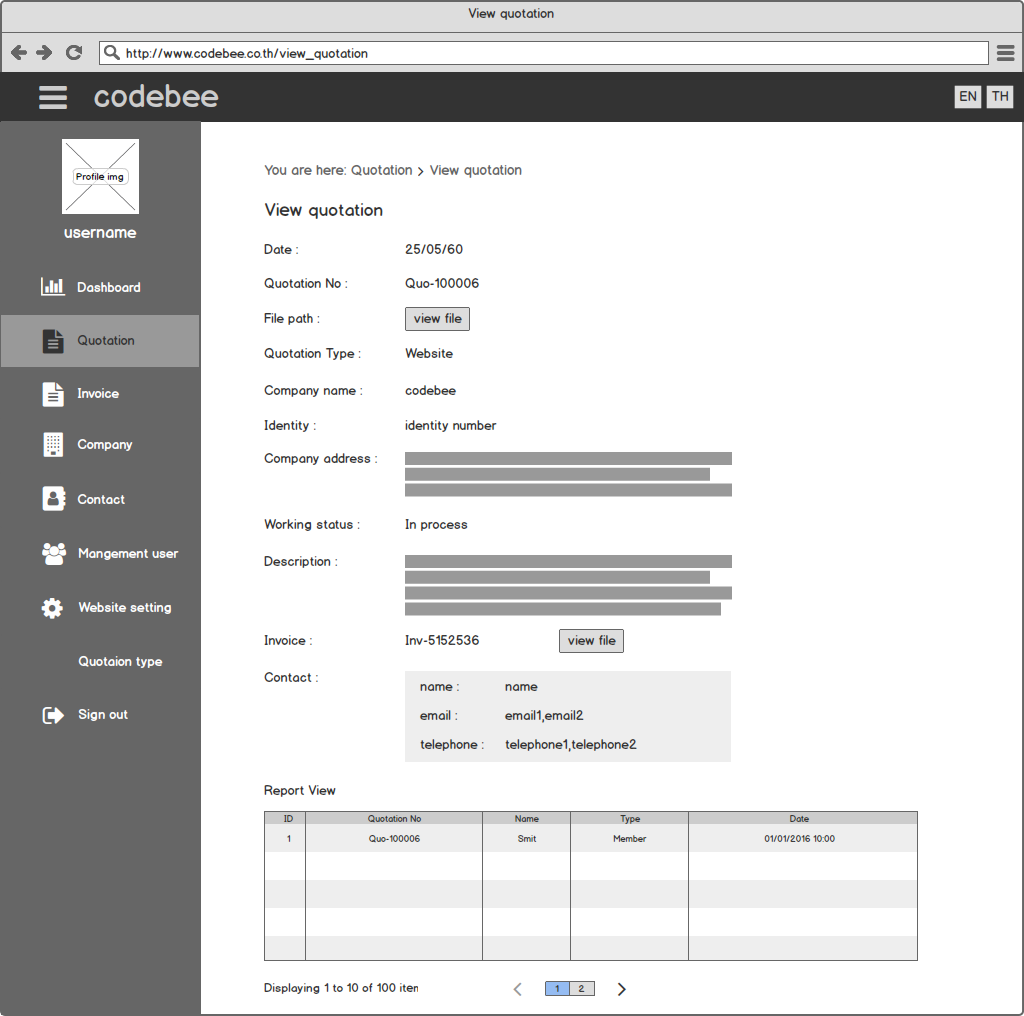 View quotation
http://www.codebee.co.th/view_quotation
codebee
EN TH
Profile img
username
Dashboard
Quotation
Invoice
Company
Contact
Mangement user
Website setting
Quotaion type
Sign out
You are here: Quotation > View quotation
View quotation
Date : 25/05/60
Quotation No : Quo-100006
File path : view file
Quotation Type : Website
Company name : codebee
Identity : identity number
Company address :
Working status : In process
Description :
Invoice : Inv-5152536 view file
Contact :
name : name
email : email1,email2
telephone : telephone1,telephone2
Report View
ID Quotation No Name Type Date
1 Quo-100006 Smit Member 01/01/2016 10:00
Displaying 1 to 10 of 100 iten
1 2